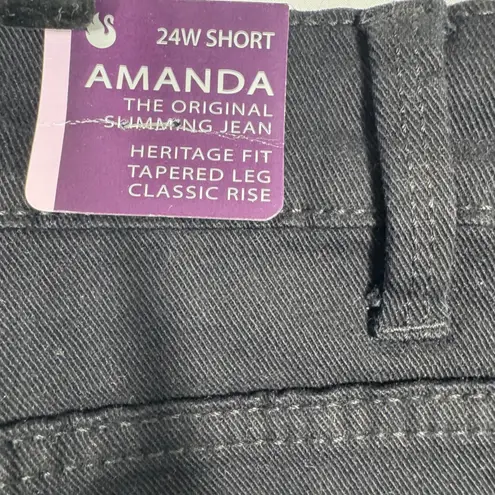 24W SHORT
AMANDA
THE ORIGINAL
SLIMMING JEAN
HERITAGE FIT
TAPERED LEG
CLASSIC RISE